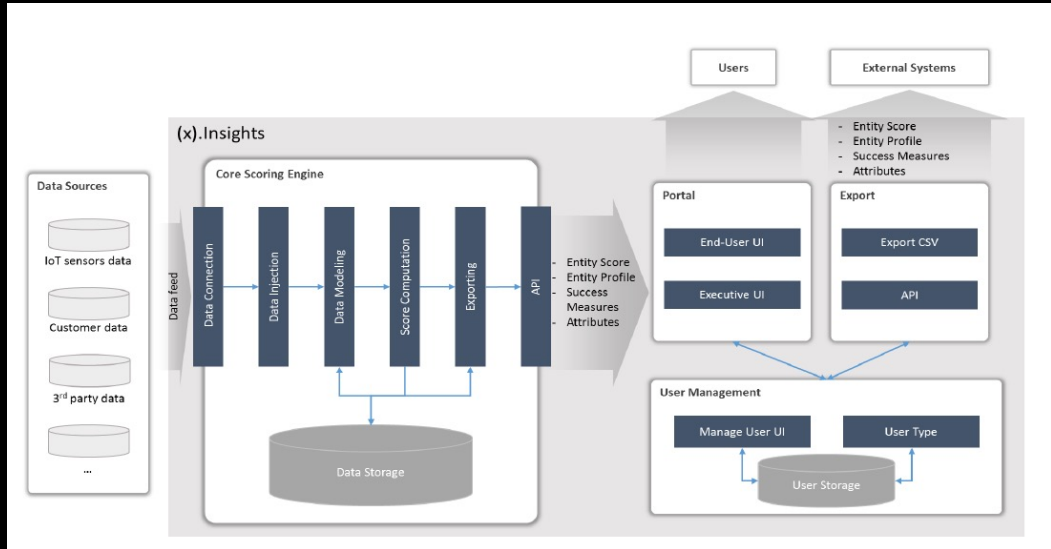 Users
External Systems
- Entity Score
- Entity Profile
- Success Measures
- Attributes
(x).Insights
Data Sources
IoT sensors data
Customer data
3rd party data
...
Data feed
Core Scoring Engine
Data Connection
Data Injection
Data Modeling
Score Computation
Exporting
API
Data Storage
- Entity Score
- Entity Profile
- Success
Measures
- Attributes
Portal
End-User UI
Executive UI
Export
Export CSV
API
User Management
Manage User UI
User Type
User Storage